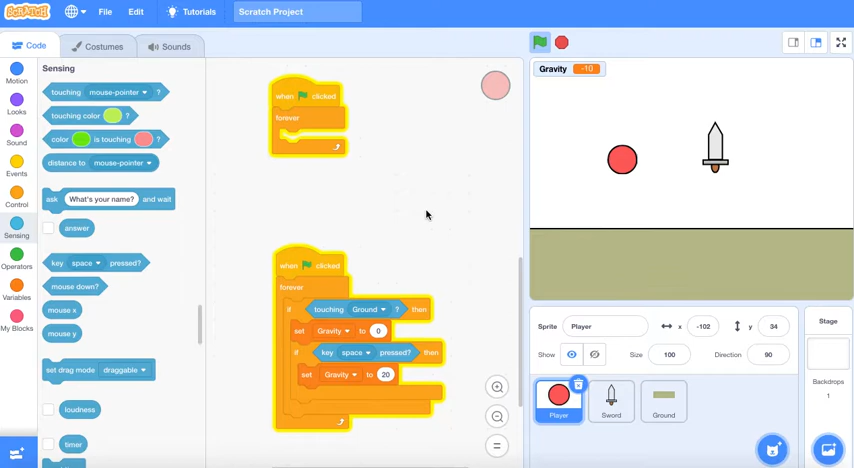 SCRATCH File Edit Tutorials Scratch Project
Code Costumes Sounds
Motion
Looks
Sound
Events
Control
Sensing
Operators
Variables
My Blocks
Sensing
touching mouse-pointer ?
touching color ?
color is touching ?
distance to mouse-pointer
ask What's your name? and wait
answer
key space pressed?
mouse down?
mouse x
mouse y
set drag mode draggable
loudness
timer
when clicked
forever
when clicked
forever
if touching Ground ? then
set Gravity to 0
if key space pressed? then
set Gravity to 20
Gravity -10
Sprite Player x -102 y 34
Show Size 100 Direction 90
Player
Sword
Ground
Stage
Backdrops
1